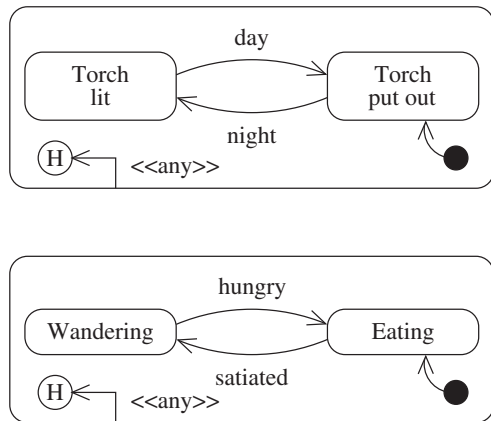 day
Torch
lit
Torch
put out
night
H
<<any>>
hungry
Wandering
Eating
satiated
H
<<any>>